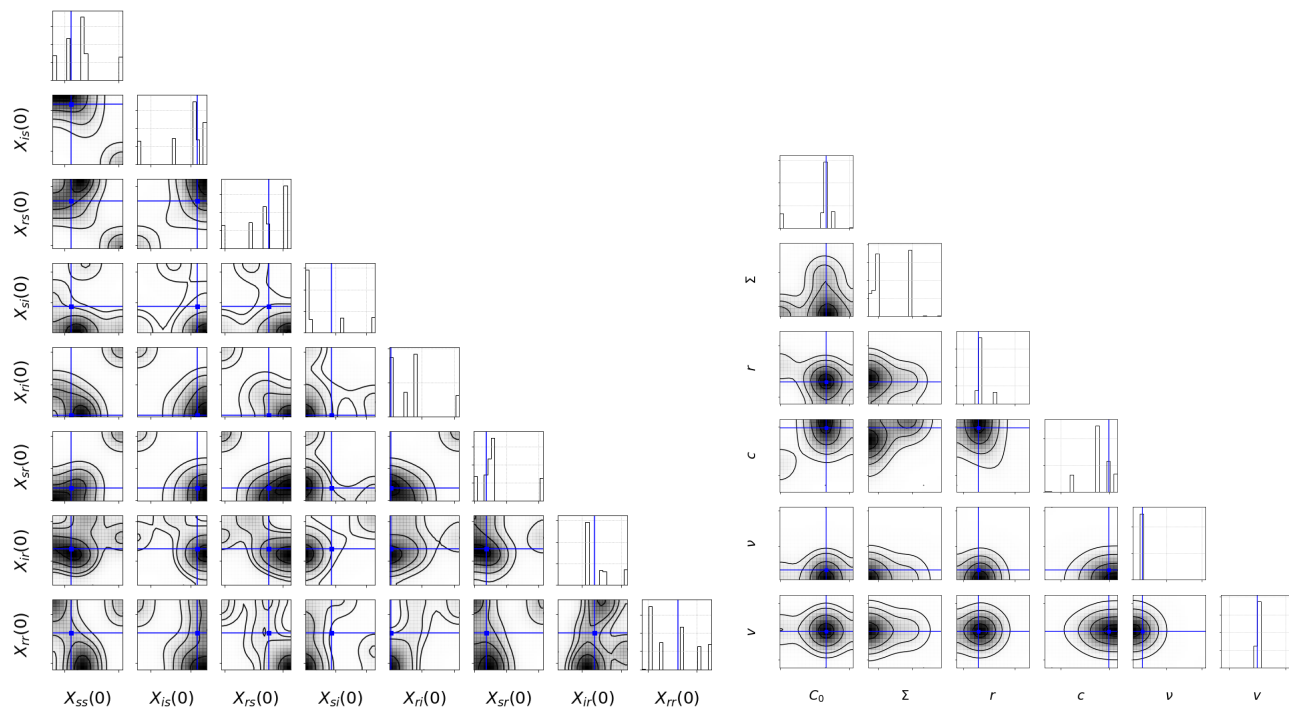 X_{is}(0)
X_{rs}(0)
X_{si}(0)
X_{ri}(0)
X_{sr}(0)
X_{ir}(0)
X_{rr}(0)
X_{ss}(0) X_{is}(0) X_{rs}(0) X_{si}(0) X_{ri}(0) X_{sr}(0) X_{ir}(0) X_{rr}(0)
Σ
r
c
ν
v
C_0 Σ r c ν v